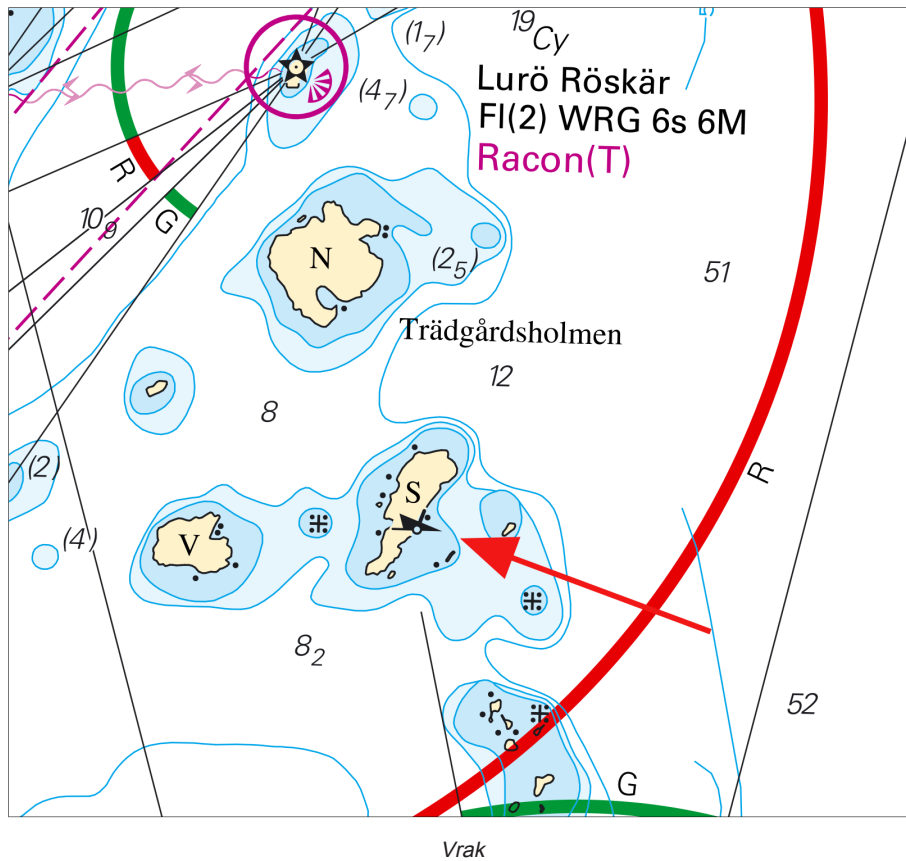 (1₇)
19Cy
(4₇)
Lurö Röskär
Fl(2) WRG 6s 6M
Racon(T)
R
G
10₉
N
(2₅)
51
Trädgårdsholmen
12
8
R
(2)
S
V
(4)
8₂
52
G
Vrak